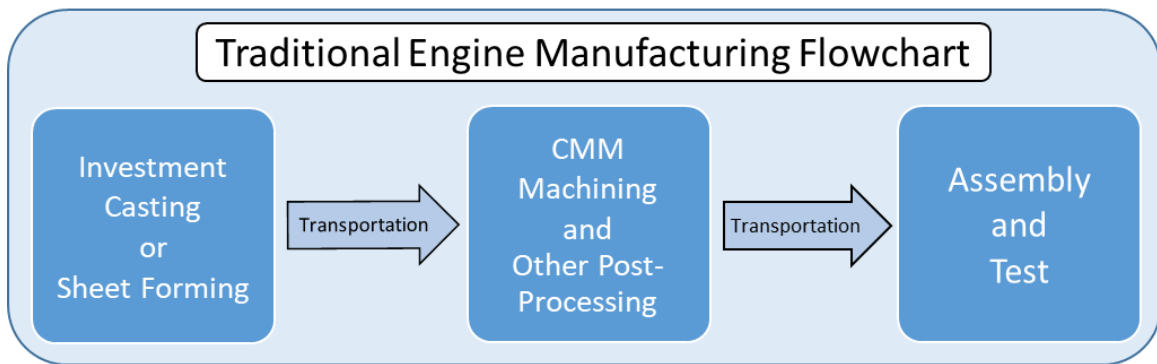 Traditional Engine Manufacturing Flowchart
Investment
Casting
or
Sheet Forming
Transportation
CMM
Machining
and
Other Post-
Processing
Transportation
Assembly
and
Test